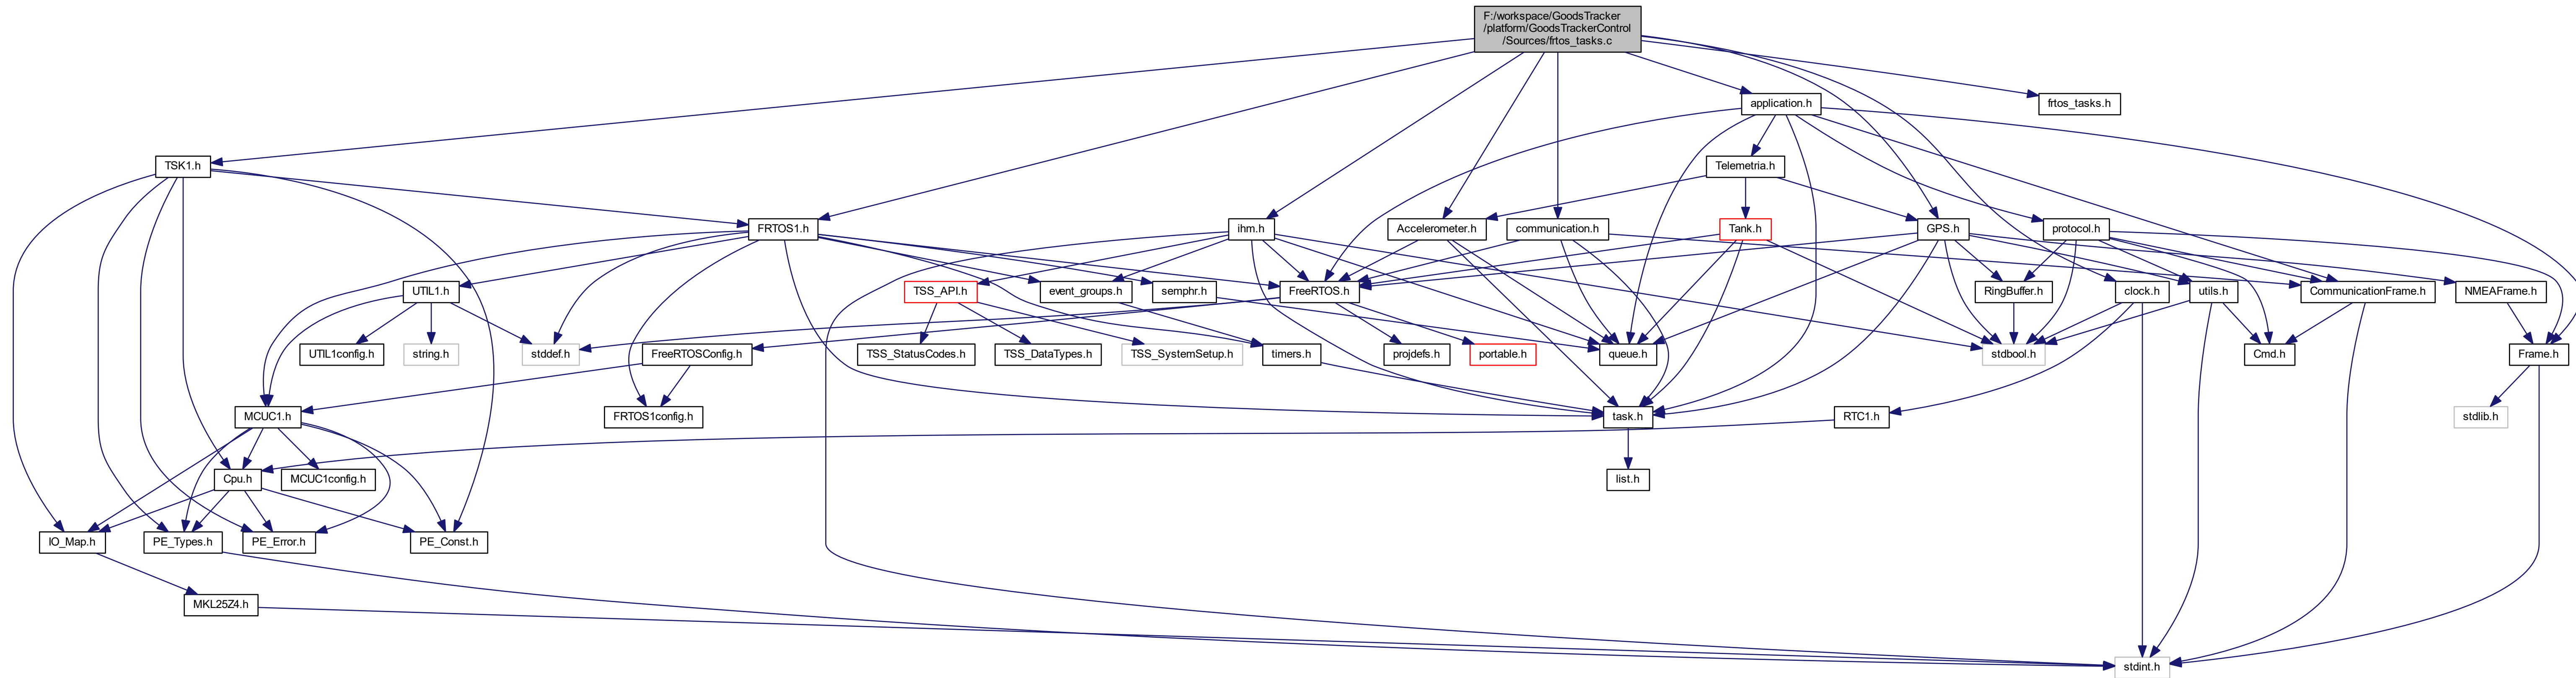 F:/workspace/GoodsTracker
/platform/GoodsTrackerControl
/Sources/frtos_tasks.c
application.h
frtos_tasks.h
TSK1.h
Telemetria.h
FRTOS1.h
ihm.h
Accelerometer.h
communication.h
Tank.h
GPS.h
protocol.h
UTIL1.h
TSS_API.h
event_groups.h
semphr.h
FreeRTOS.h
RingBuffer.h
clock.h
utils.h
CommunicationFrame.h
NMEAFrame.h
UTIL1config.h
string.h
stddef.h
FreeRTOSConfig.h
TSS_StatusCodes.h
TSS_DataTypes.h
TSS_SystemSetup.h
timers.h
projdefs.h
portable.h
queue.h
stdbool.h
Cmd.h
Frame.h
MCUC1.h
FRTOS1config.h
task.h
RTC1.h
stdlib.h
Cpu.h
MCUC1config.h
list.h
IO_Map.h
PE_Types.h
PE_Error.h
PE_Const.h
MKL25Z4.h
stdint.h